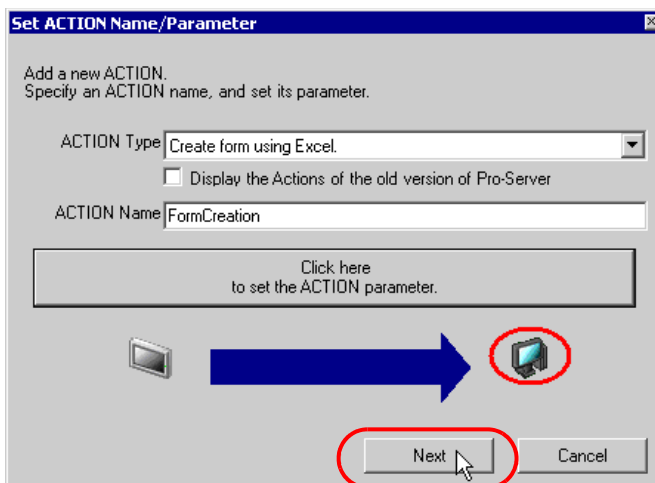 Set ACTION Name/Parameter
Add a new ACTION.
Specify an ACTION name, and set its parameter.
ACTION Type Create form using Excel.
Display the Actions of the old version of Pro-Server
ACTION Name FormCreation
Click here
to set the ACTION parameter.
Next Cancel